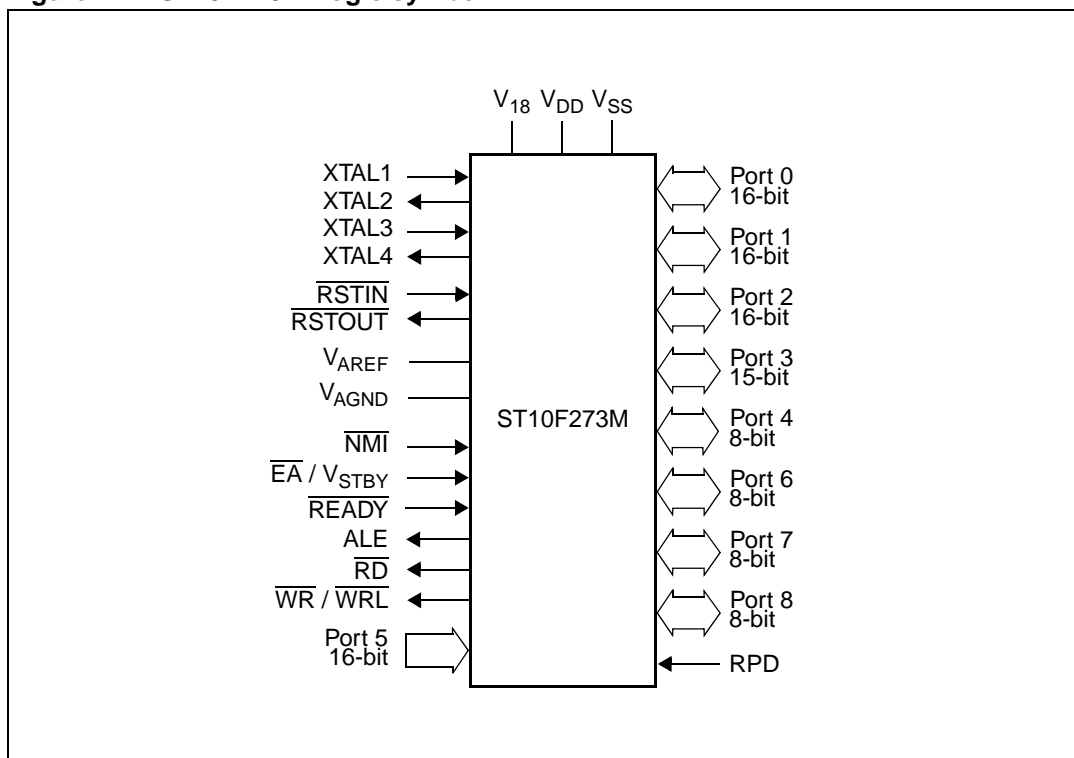 V18 VDD VSS
XTAL1
XTAL2
XTAL3
XTAL4
RSTIN
RSTOUT
VAREF
VAGND
NMI
EA / VSTBY
READY
ALE
RD
WR / WRL
Port 5
16-bit
ST10F273M
Port 0
16-bit
Port 1
16-bit
Port 2
16-bit
Port 3
15-bit
Port 4
8-bit
Port 6
8-bit
Port 7
8-bit
Port 8
8-bit
RPD